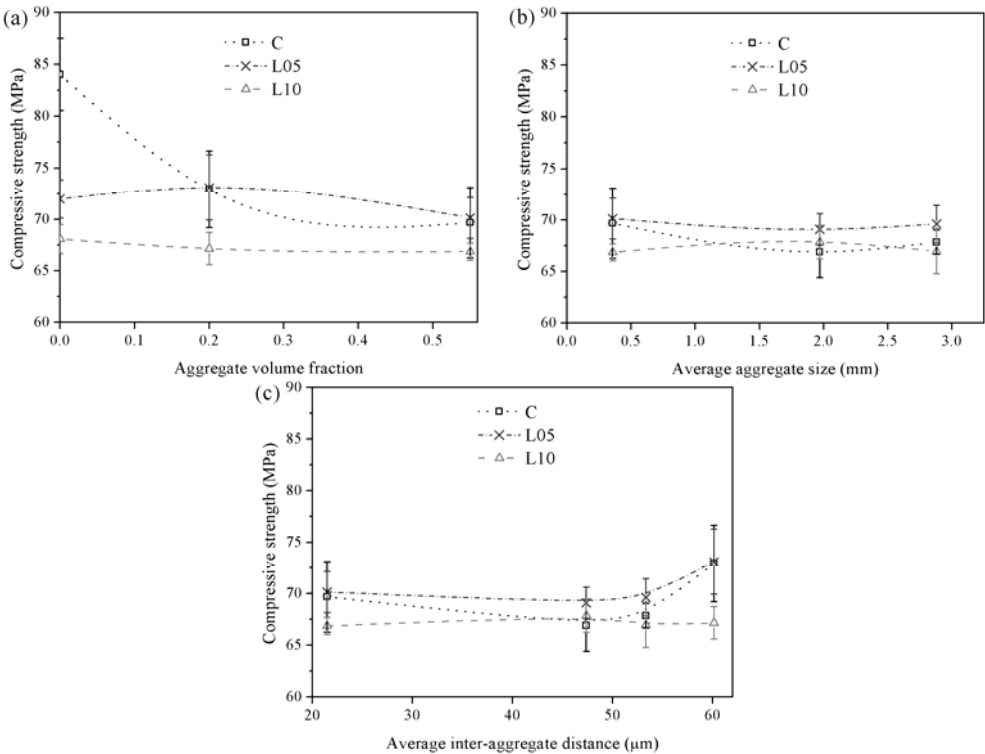 (a)
90
85
80
75
70
65
60
Compressive strength (MPa)
C
L05
L10
0.0 0.1 0.2 0.3 0.4 0.5
Aggregate volume fraction
(b)
90
85
80
75
70
65
60
Compressive strength (MPa)
C
L05
L10
0.0 0.5 1.0 1.5 2.0 2.5 3.0
Average aggregate size (mm)
(c)
90
85
80
75
70
65
60
Compressive strength (MPa)
C
L05
L10
20 30 40 50 60
Average inter-aggregate distance (μm)